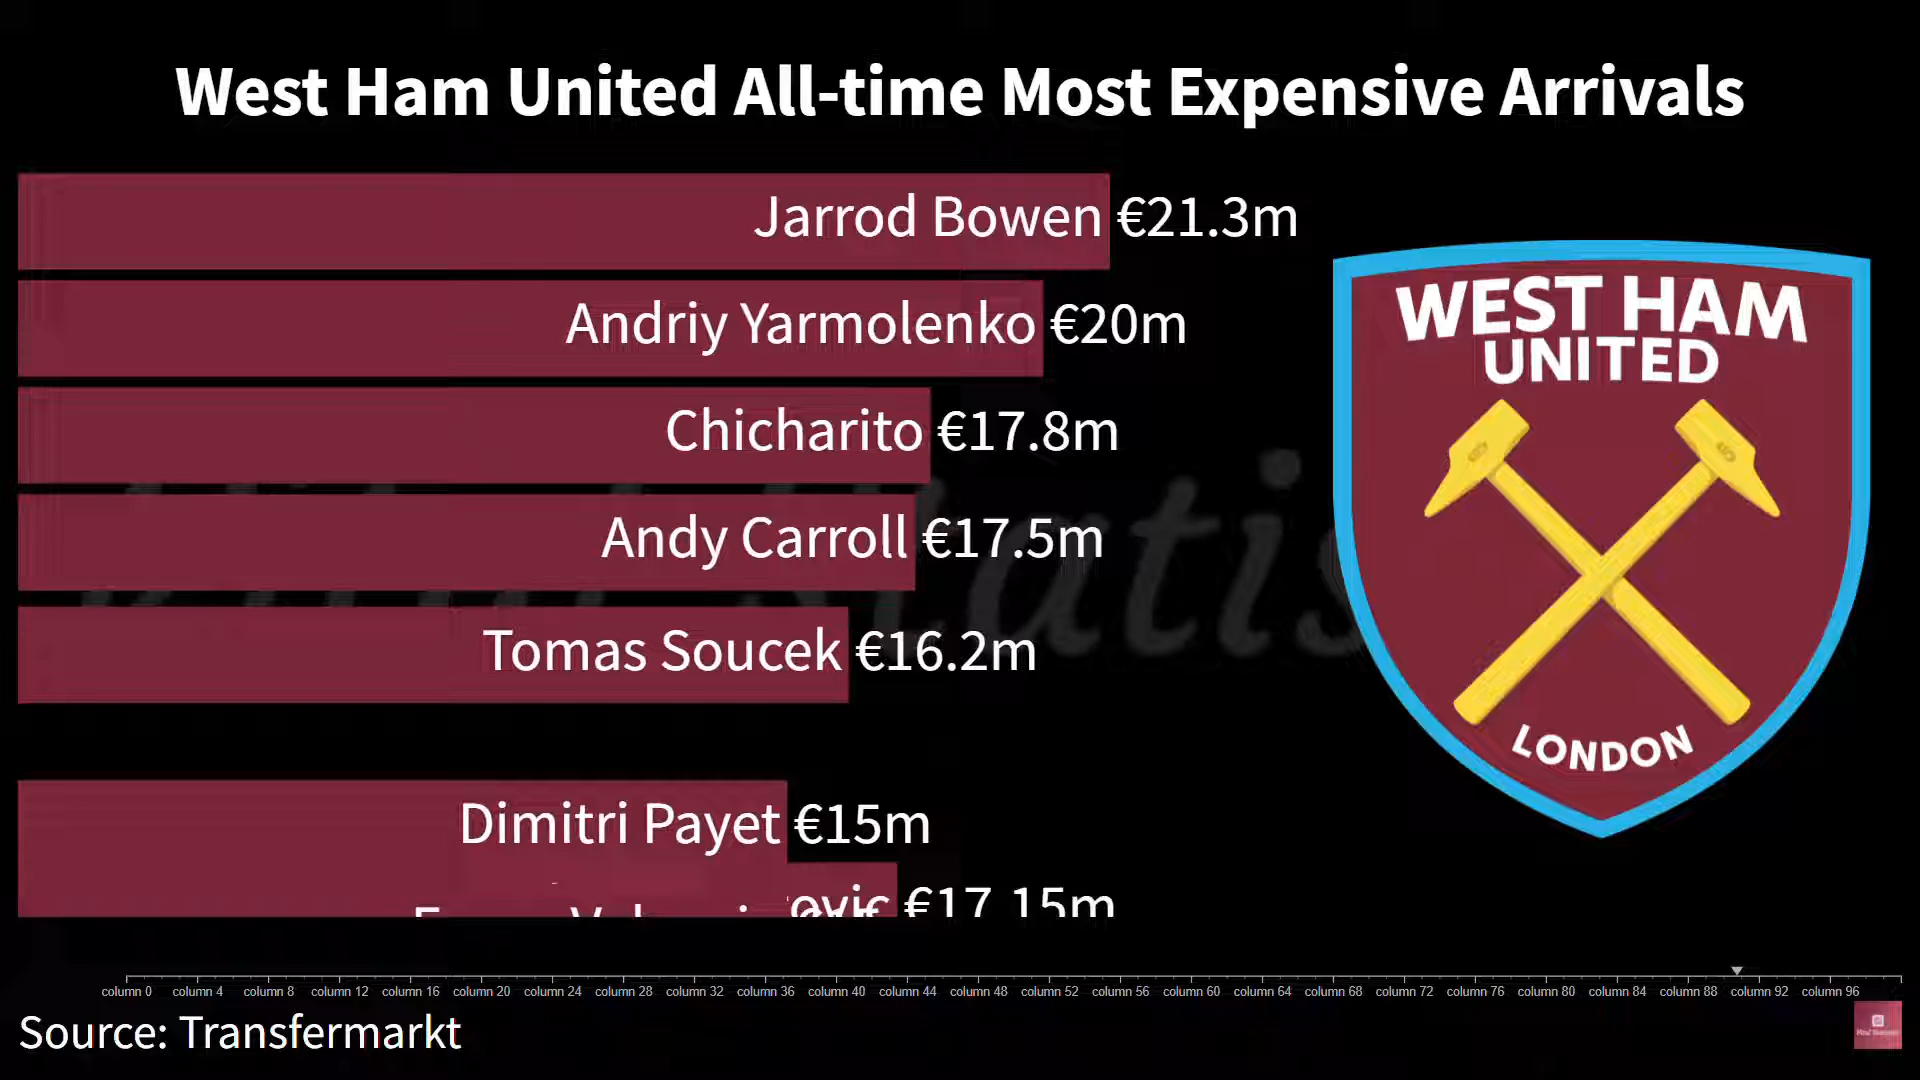 West Ham United All-time Most Expensive Arrivals
Jarrod Bowen €21.3m
Andriy Yarmolenko €20m
Chicharito €17.8m
Andy Carroll €17.5m
Tomas Soucek €16.2m
Dimitri Payet €15m
€17.15m
WEST HAM
UNITED
LONDON
column 0 column 4 column 8 column 12 column 16 column 20 column 24 column 28 column 32 column 36 column 40 column 44 column 48 column 52 column 56 column 60 column 64 column 68 column 72 column 76 column 80 column 84 column 88 column 92 column 96
Source: Transfermarkt